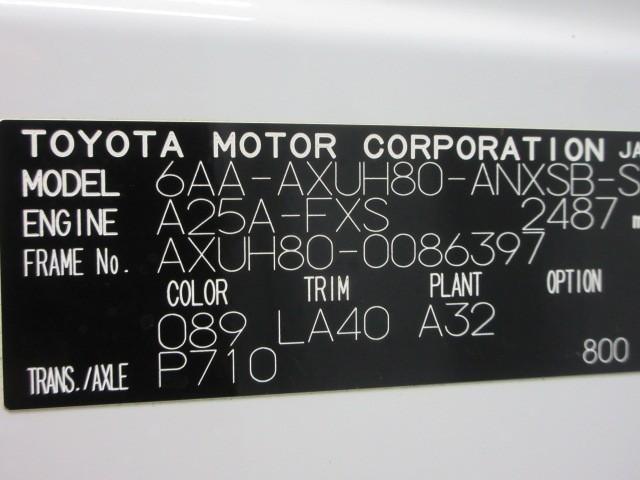 TOYOTA MOTOR CORPORATION JA
MODEL 6AA-AXUH80-ANXSB-S
ENGINE A25A-FXS 2487 m
FRAME No. AXUH80-0086397
COLOR TRIM PLANT OPTION
089 LA40 A32
TRANS./AXLE P710 800